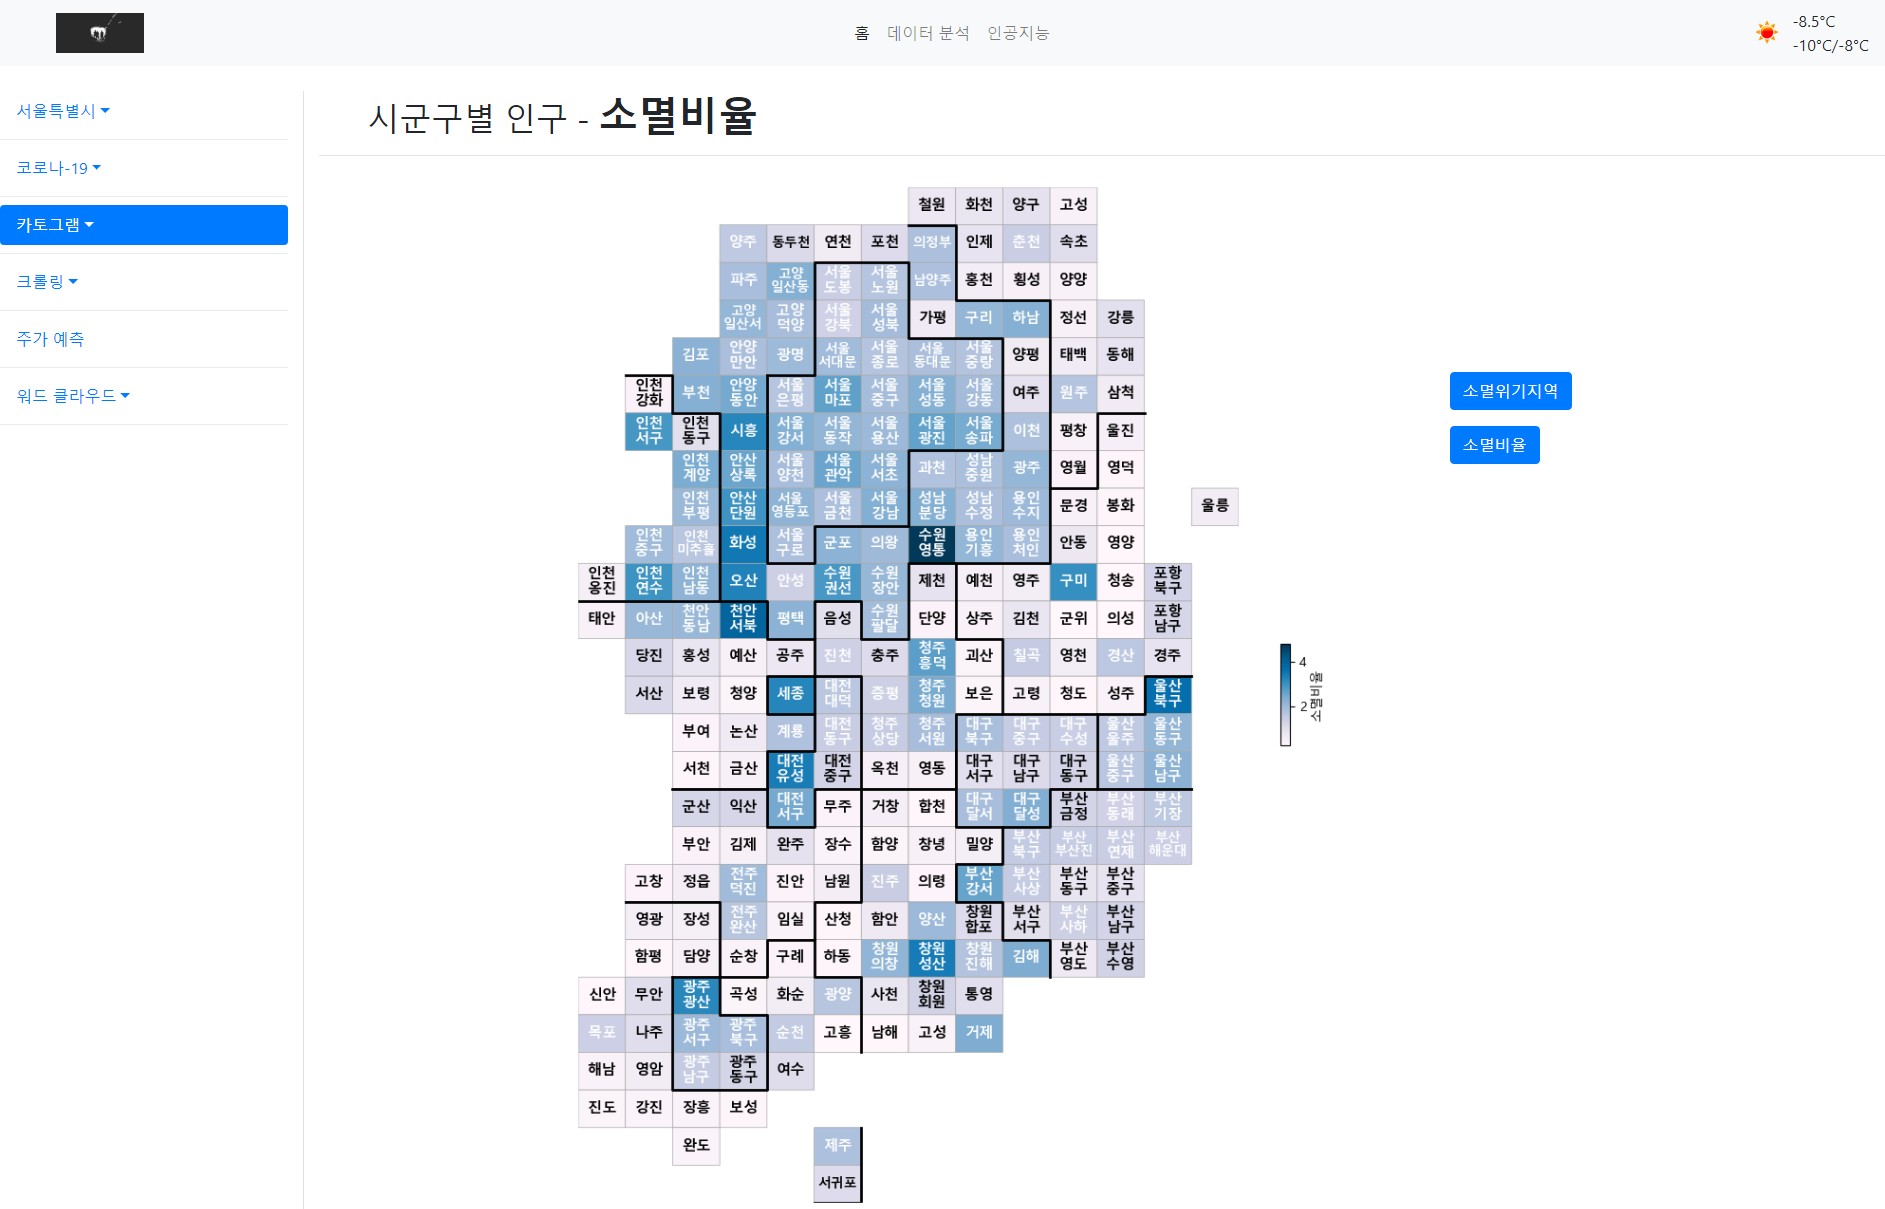 홈 데이터 분석 인공지능
-8.5°C
-10°C/-8°C
서울특별시
코로나-19
카토그램
크롤링
주가 예측
워드 클라우드
시군구별 인구 - 소멸비율
철원 화천 양구 고성
양주 동두천 연천 포천 의정부 인제 춘천 속초
파주 고양 일산동 서울 도봉 서울 노원 남양주 홍천 횡성 양양
고양 일산서 고양 덕양 서울 강북 서울 성북 가평 구리 하남 정선 강릉
김포 안양 만안 광명 서울 서대문 서울 종로 서울 동대문 서울 중랑 양평 태백 동해
인천 강화 부천 안양 동안 서울 은평 서울 마포 서울 중구 서울 성동 서울 강동 여주 원주 삼척
인천 서구 인천 동구 시흥 서울 강서 서울 동작 서울 용산 서울 광진 서울 송파 이천 평창 울진
인천 계양 안산 상록 서울 양천 서울 관악 서울 서초 과천 성남 중원 광주 영월 영덕
인천 부평 안산 단원 서울 영등포 서울 금천 서울 강남 성남 분당 성남 수정 용인 수지 문경 봉화 울릉
인천 중구 인천 미추홀 화성 서울 구로 군포 의왕 수원 영통 용인 기흥 용인 처인 안동 영양
인천 옹진 인천 연수 인천 남동 오산 안성 수원 권선 수원 장안 제천 예천 영주 구미 청송 포항 북구
태안 아산 천안 동남 천안 서북 평택 음성 수원 팔달 단양 상주 김천 군위 의성 포항 남구
당진 홍성 예산 공주 진천 충주 청주 흥덕 괴산 칠곡 영천 경산 경주
서산 보령 청양 세종 대전 대덕 증평 청주 청원 보은 고령 청도 성주 울산 북구
부여 논산 계룡 대전 동구 청주 상당 청주 서원 대구 북구 대구 중구 대구 수성 울산 울주 울산 동구
서천 금산 대전 유성 대전 중구 옥천 영동 대구 서구 대구 남구 대구 동구 울산 중구 울산 남구
군산 익산 대전 서구 무주 거창 합천 대구 달서 대구 달성 부산 금정 부산 동래 부산 기장
부안 김제 완주 장수 함양 창녕 밀양 부산 북구 부산 부산진 부산 연제 부산 해운대
고창 정읍 전주 덕진 진안 남원 진주 의령 부산 강서 부산 사상 부산 동구 부산 중구
영광 장성 전주 완산 임실 산청 함안 양산 창원 합포 부산 서구 부산 사하 부산 남구
함평 담양 순창 구례 하동 창원 의창 창원 성산 창원 진해 김해 부산 영도 부산 수영
신안 무안 광주 광산 곡성 화순 광양 사천 창원 회원 통영
목포 나주 광주 서구 광주 북구 순천 고흥 남해 고성 거제
해남 영암 광주 남구 광주 동구 여수
진도 강진 장흥 보성
완도 제주
서귀포
4
2
소멸비율
소멸위기지역
소멸비율